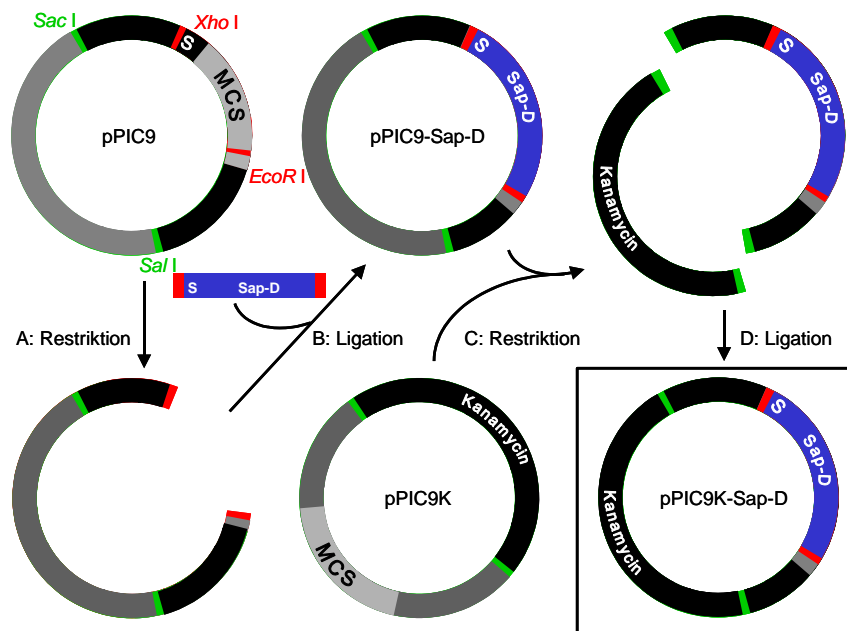 Sac I
Xho I
S
MCS
pPIC9
EcoR I
Sal I
S
Sap-D
pPIC9-Sap-D
S
Sap-D
Kanamycin
S Sap-D
A: Restriktion
B: Ligation
C: Restriktion
D: Ligation
Kanamycin
pPIC9K
MCS
S
Sap-D
pPIC9K-Sap-D
Kanamycin